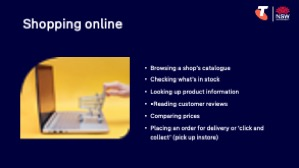 Shopping online
T
NSW
• Browsing a shop's catalogue
• Checking what's in stock
• Looking up product information
• •Reading customer reviews
• Comparing prices
• Placing an order for delivery or 'click and
collect' (pick up instore)